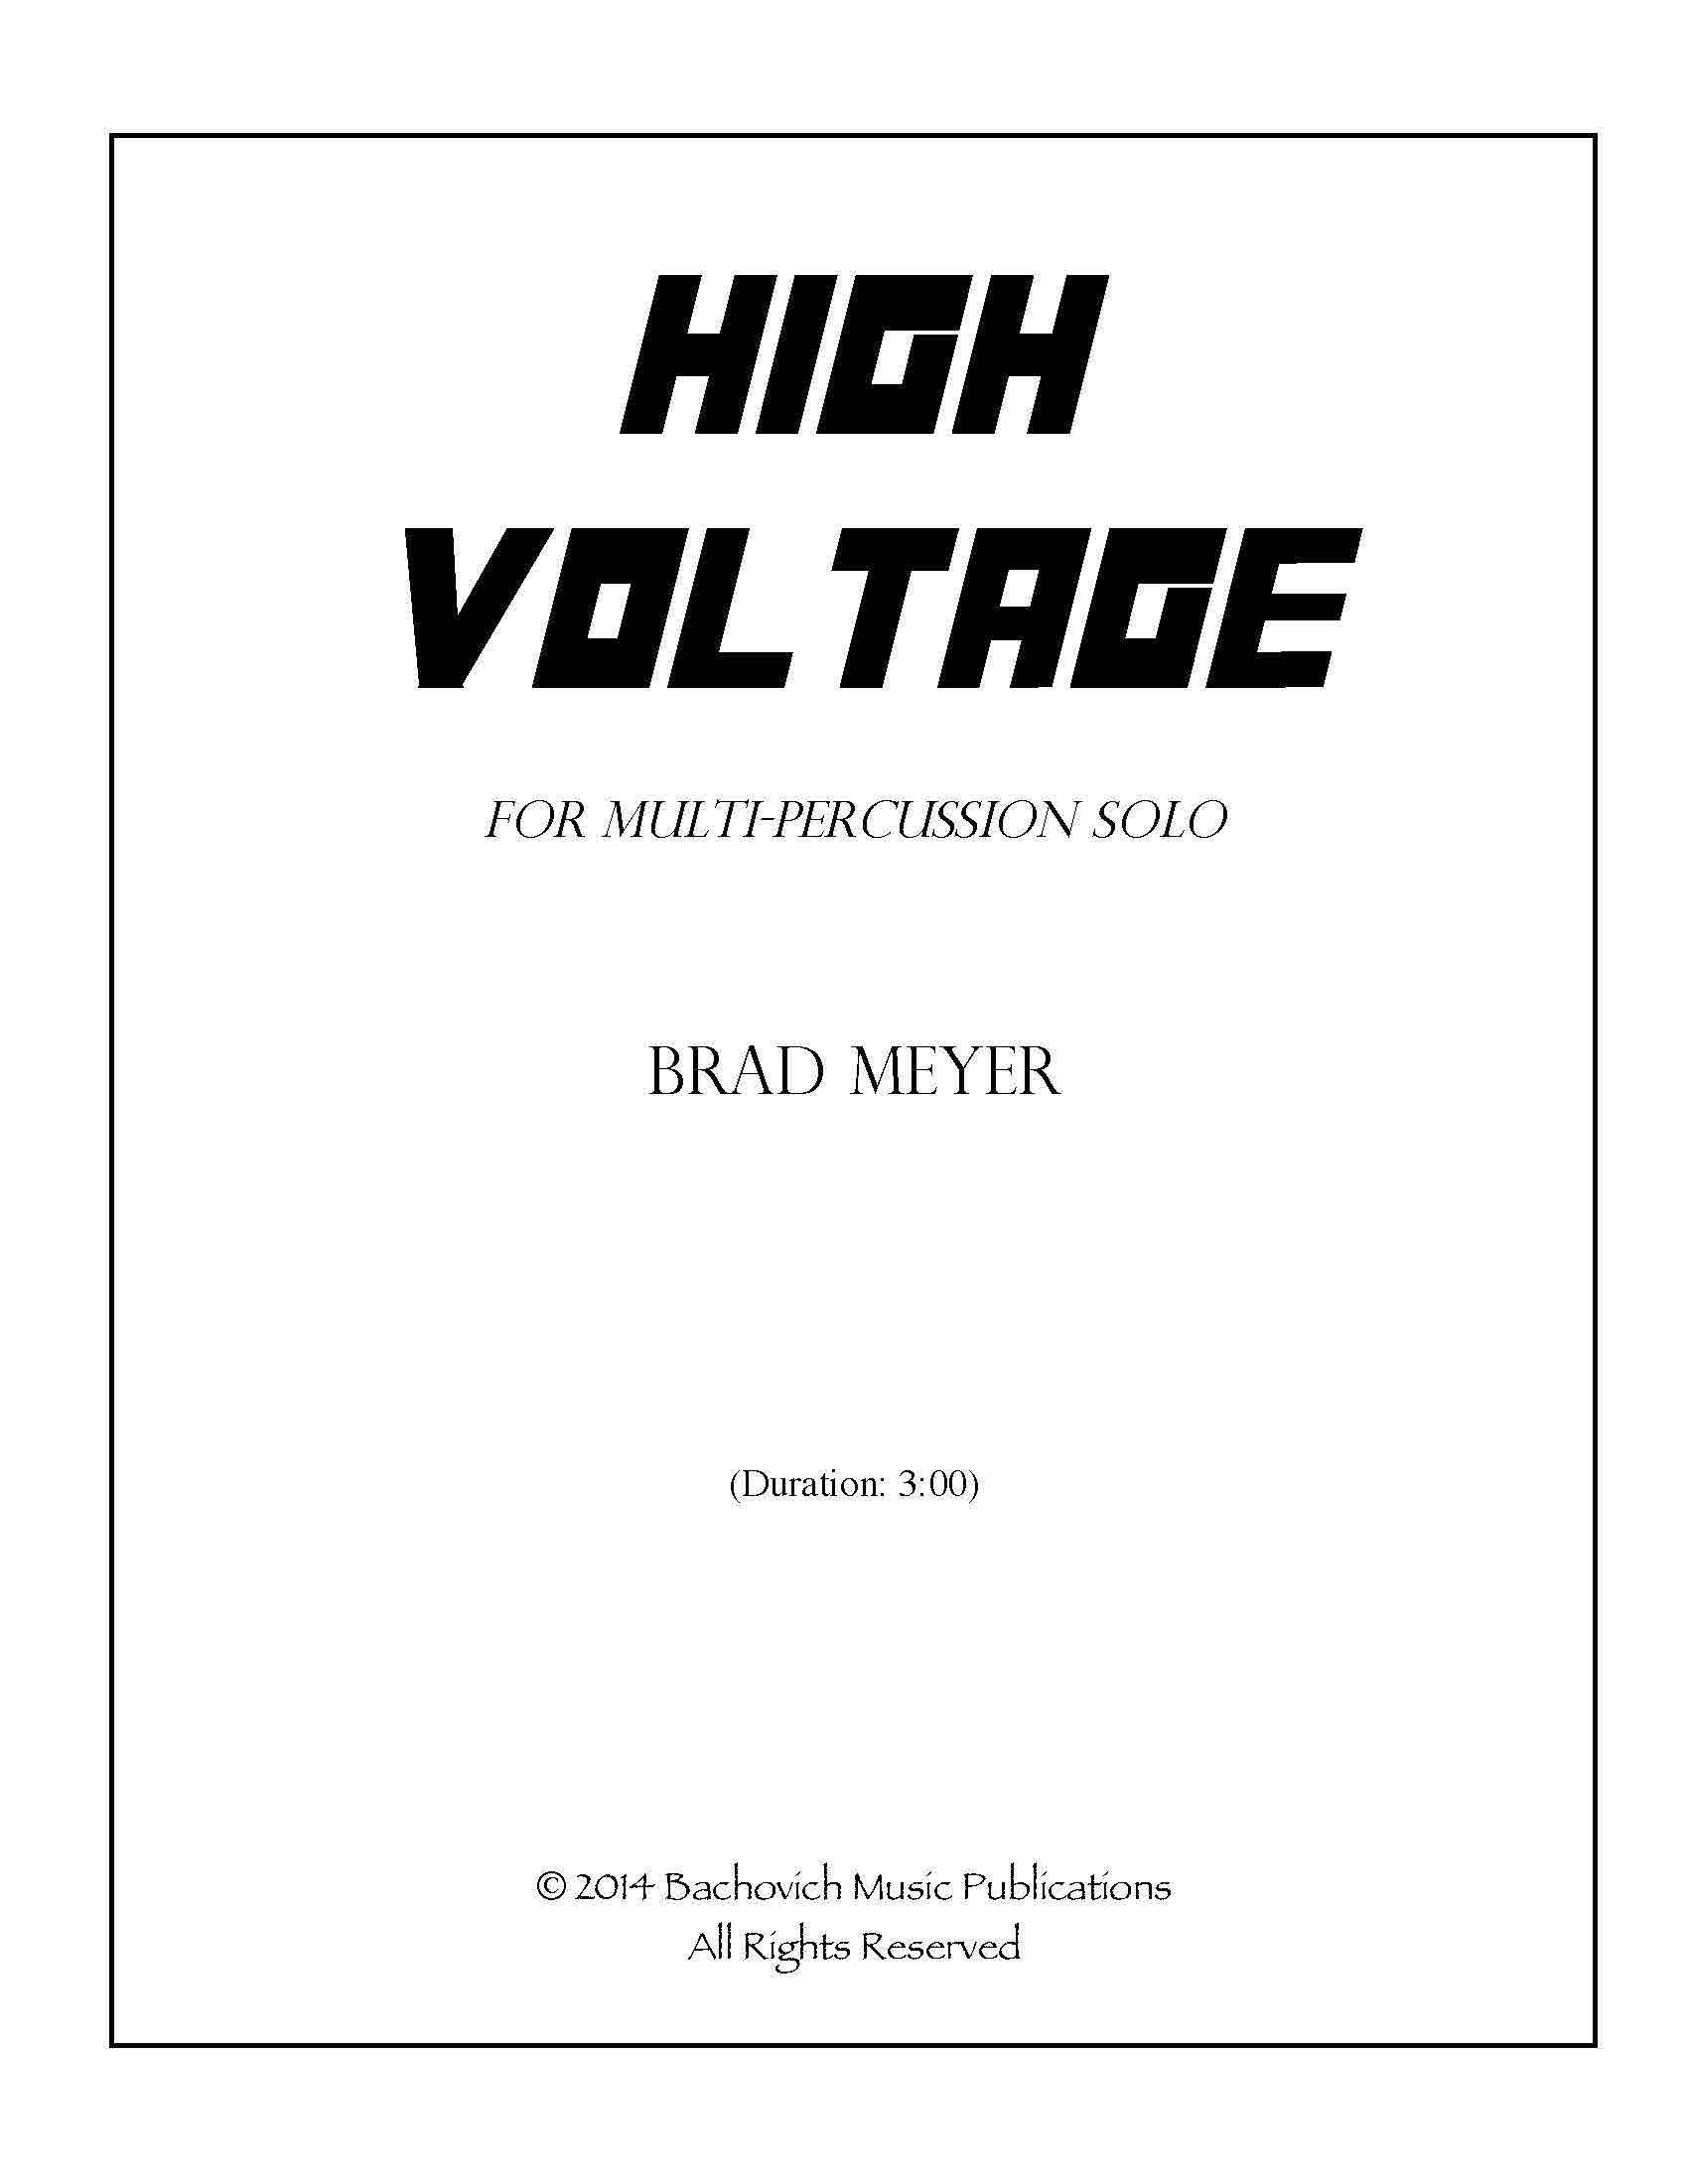 HIGH
VOLTAGE
FOR MULTI-PERCUSSION SOLO
BRAD MEYER
(Duration: 3:00)
© 2014 Bachovich Music Publications
All Rights Reserved